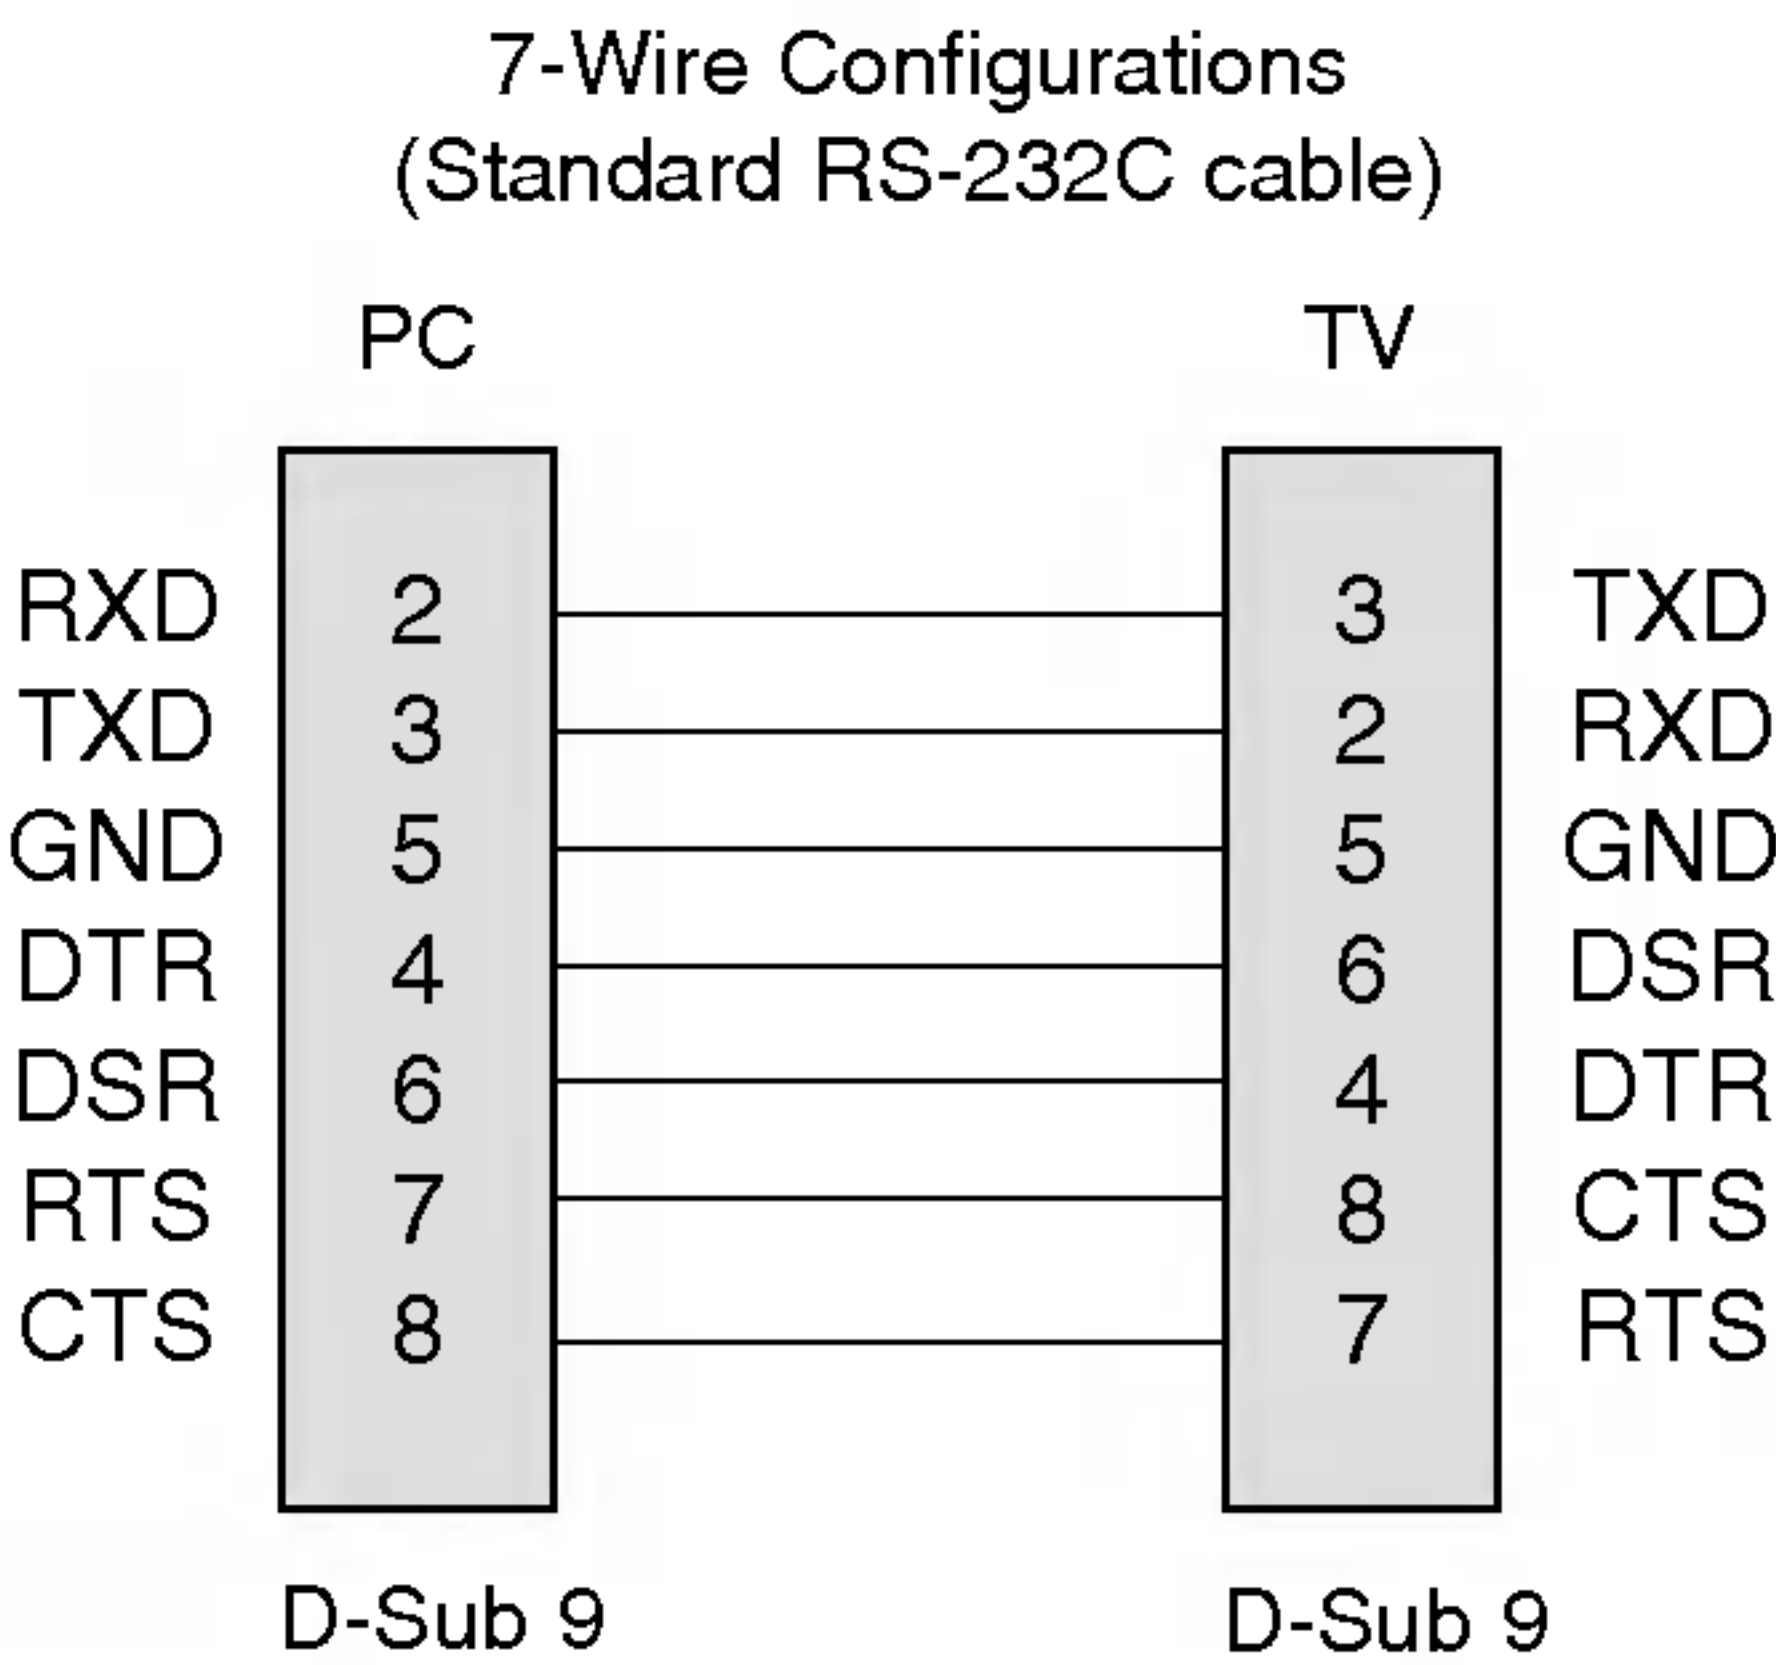 7-Wire Configurations
(Standard RS-232C cable)
PC TV
RXD 2 3 TXD
TXD 3 2 RXD
GND 5 5 GND
DTR 4 6 DSR
DSR 6 4 DTR
RTS 7 8 CTS
CTS 8 7 RTS
D-Sub 9 D-Sub 9